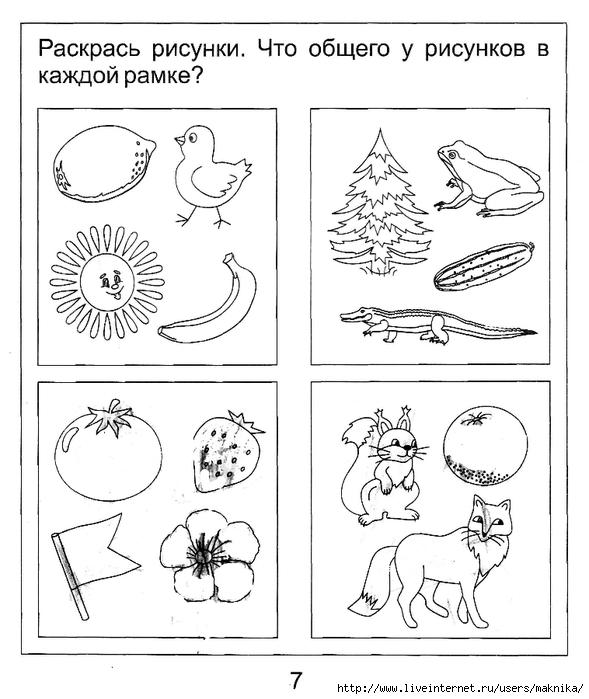 Раскрась рисунки. Что общего у рисунков в
каждой рамке?
7
http://www.liveinternet.ru/users/maknika/